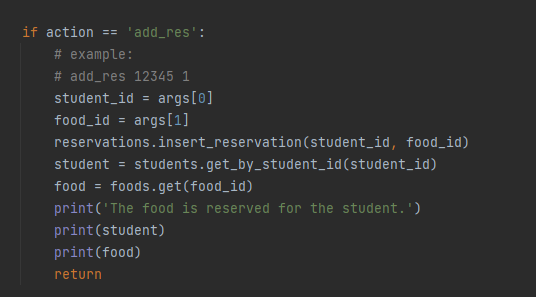 if action == 'add_res':
    # example:
    # add_res 12345 1
    student_id = args[0]
    food_id = args[1]
    reservations.insert_reservation(student_id, food_id)
    student = students.get_by_student_id(student_id)
    food = foods.get(food_id)
    print('The food is reserved for the student.')
    print(student)
    print(food)
    return